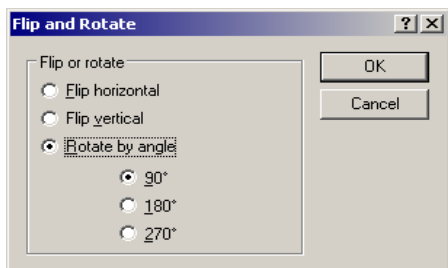 Flip and Rotate
Flip or rotate
Flip horizontal
Flip vertical
Rotate by angle
90°
180°
270°
OK
Cancel